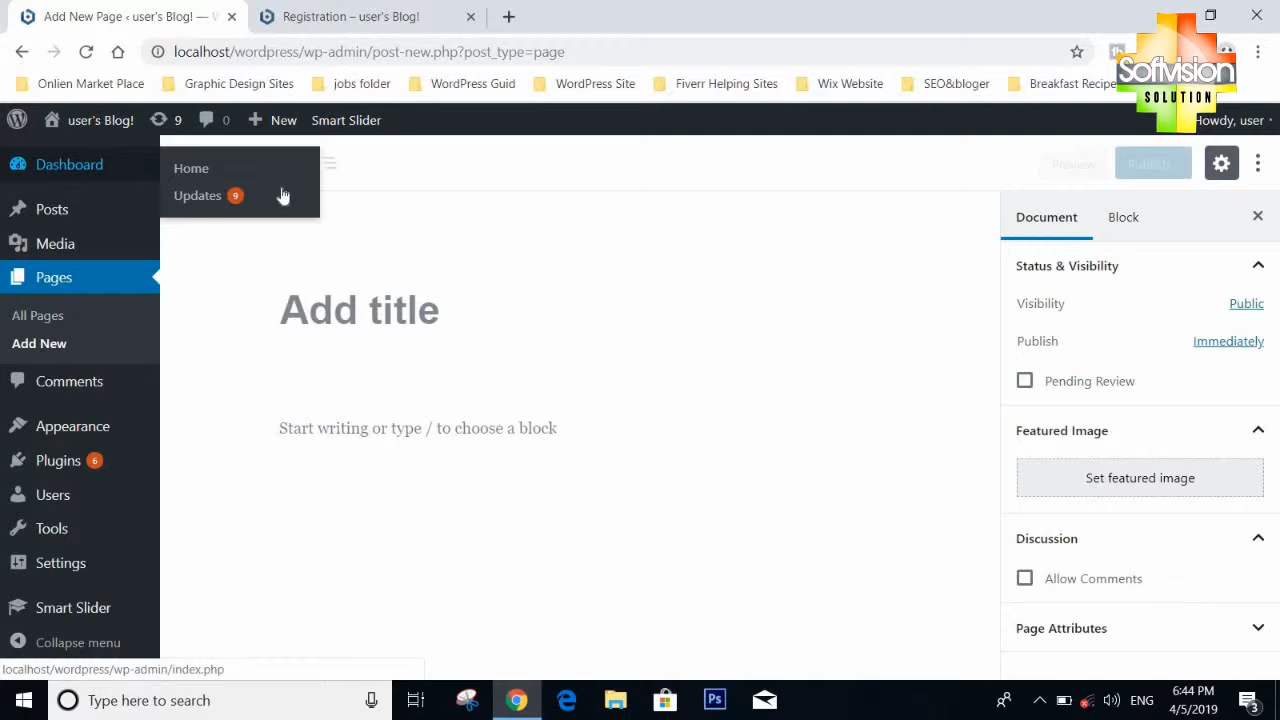 Add New Page ‹ user's Blog! — W
Registration – user's Blog!
localhost/wordpress/wp-admin/post-new.php?post_type=page
Onlien Market Place
Graphic Design Sites
jobs folder
WordPress Guid
WordPress Site
Fiverr Helping Sites
Wix Website
SEO&bloger
Breakfast Recipe
Sofvision
SOLUTION
user's Blog!
9
0
New
Smart Slider
Howdy, user
Dashboard
Home
Updates 9
Preview
Publish...
Posts
Media
Pages
All Pages
Add New
Comments
Appearance
Plugins 6
Users
Tools
Settings
Smart Slider
Collapse menu
localhost/wordpress/wp-admin/index.php
Add title
Start writing or type / to choose a block
Document
Block
Status & Visibility
Visibility
Public
Publish
Immediately
Pending Review
Featured Image
Set featured image
Discussion
Allow Comments
Page Attributes
Type here to search
Ps
ENG
6:44 PM
4/5/2019
3